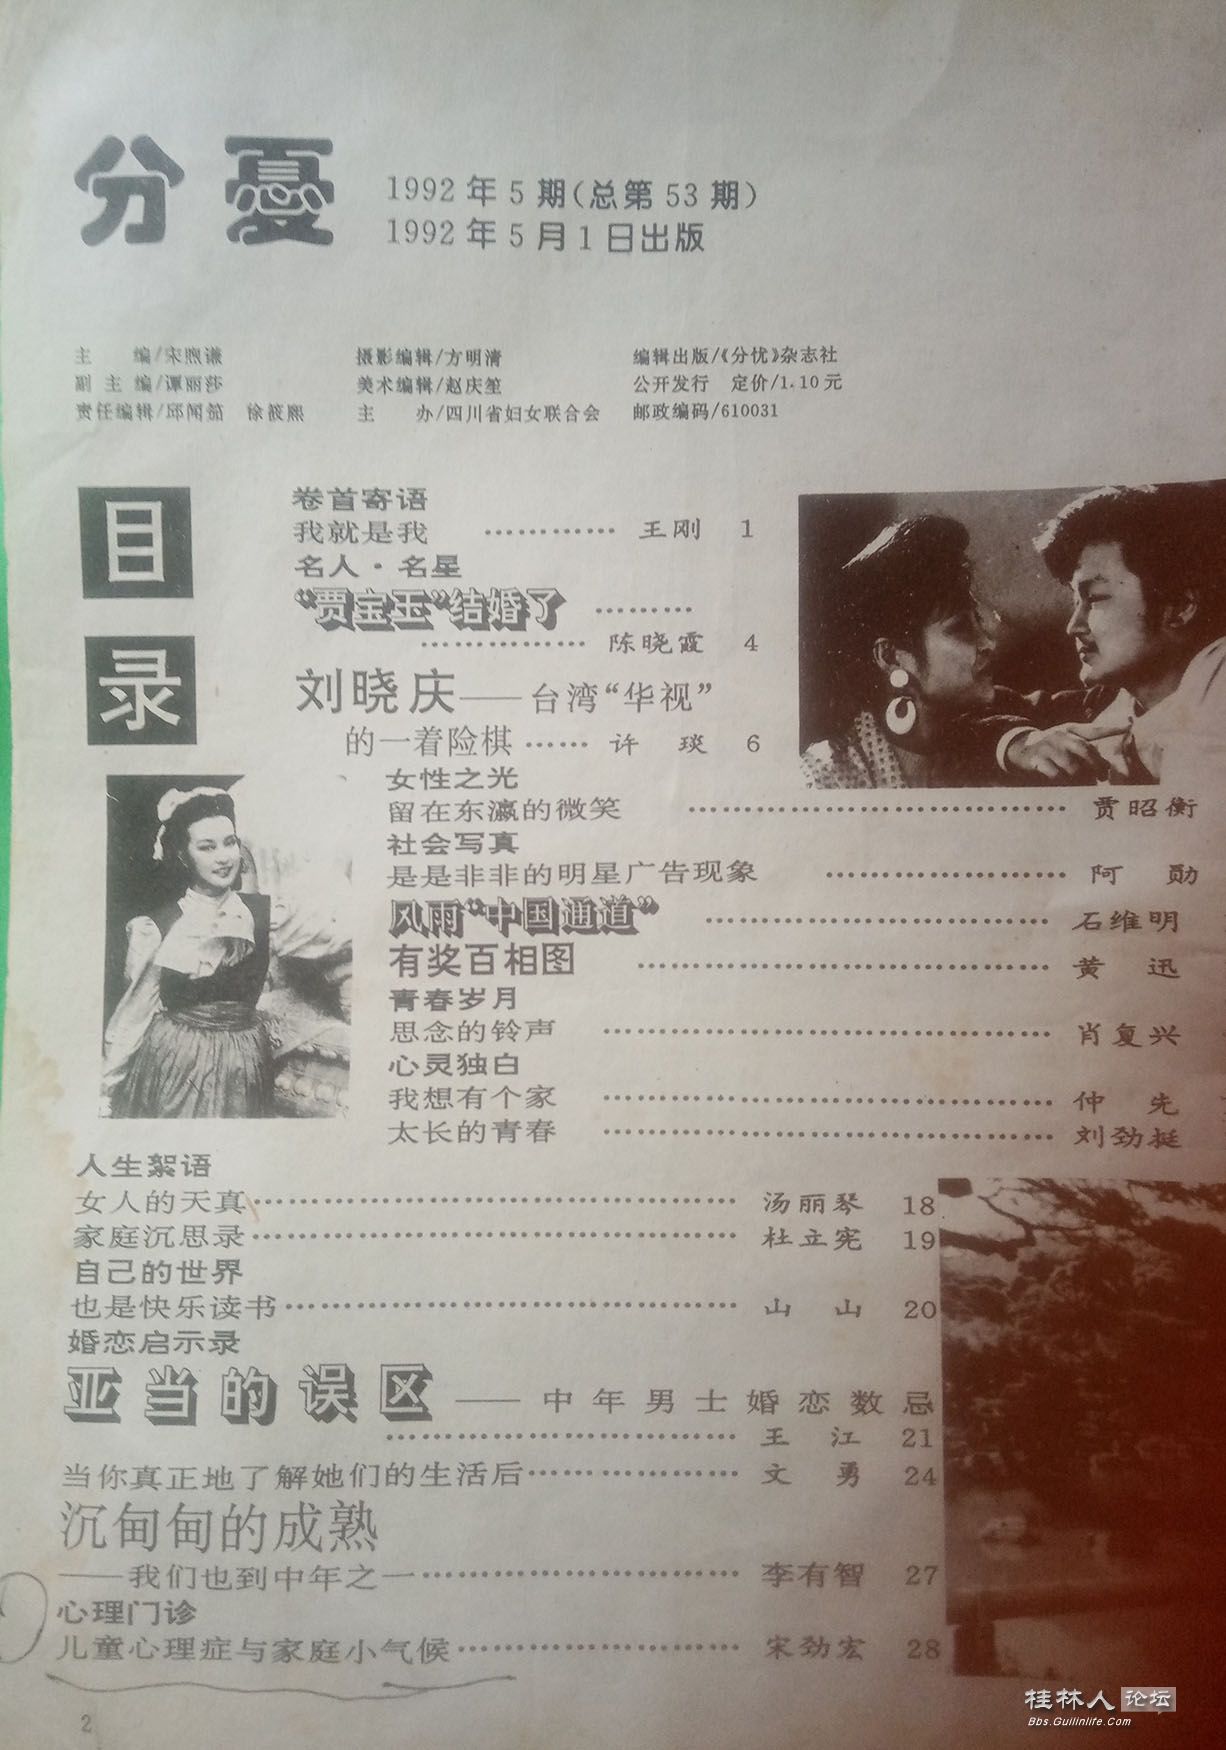 分憂
1992年5期(总第53期)
1992年5月1日出版
主 编/宋煦谦
副主编/谭丽莎
责任编辑/邱闻笳 徐筱熙
摄影编辑/方明清
美术编辑/赵庆笙
主 办/四川省妇女联合会
编辑出版/《分忧》杂志社
公开发行 定价/1.10元
邮政编码/610031
目录
卷首寄语
我就是我 ………… 王刚 1
名人·名星
“贾宝玉”结婚了 ………
…………… 陈晓霞 4
刘晓庆——台湾“华视”
的一着险棋 …… 许 琰 6
女性之光
留在东瀛的微笑 ………………………… 贾昭衡
社会写真
是是非非的明星广告现象 ………………… 阿 勋
风雨“中国通道” ………………………… 石维明
有奖百相图 ……………………………… 黄 迅
青春岁月
思念的铃声 ………………………………… 肖复兴
心灵独白
我想有个家 ………………………………… 仲 先
太长的青春 ………………………………… 刘劲挺
人生絮语
女人的天真………………………………… 汤丽琴 18
家庭沉思录………………………………… 杜立宪 19
自己的世界
也是快乐读书……………………………… 山 山 20
婚恋启示录
亚当的误区——中年男士婚恋数忌
………………………… 王 江 21
当你真正地了解她们的生活后……………… 文 勇 24
沉甸甸的成熟
——我们也到中年之一……………………… 李有智 27
心理门诊
儿童心理症与家庭小气候…………………… 宋劲宏 28
2
桂林人论坛
Bbs.Guilinlife.Com